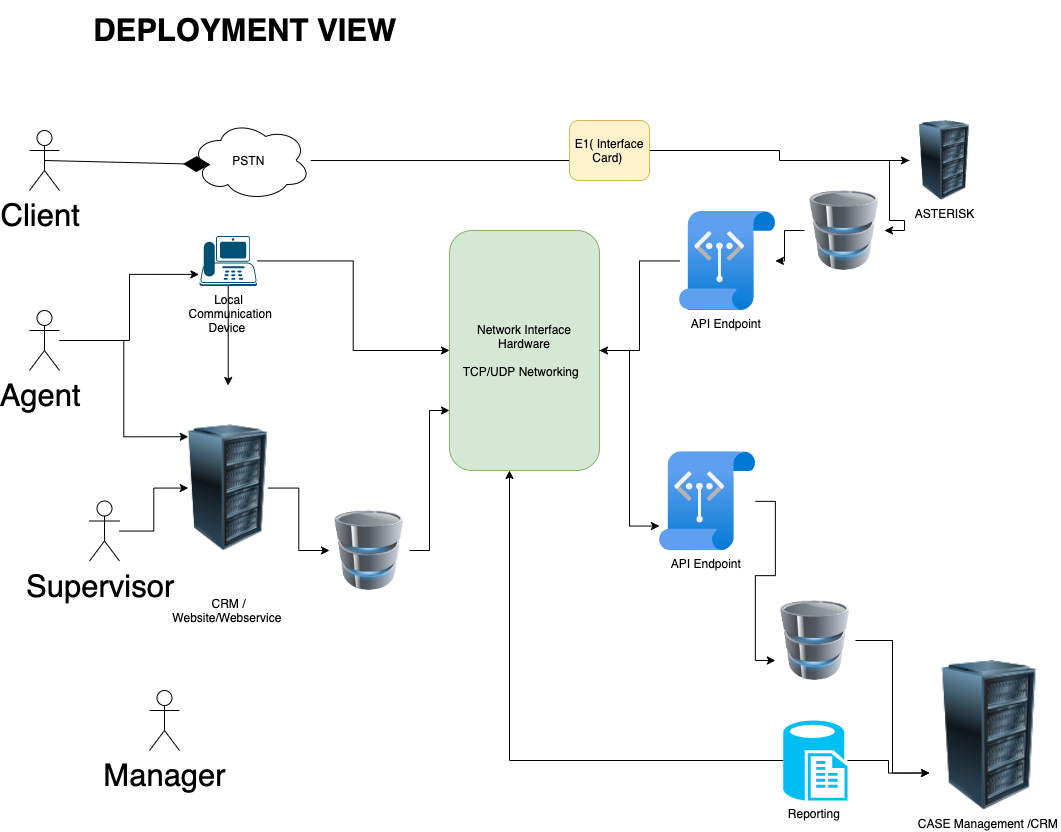 DEPLOYMENT VIEW
E1( Interface
Card)
PSTN
Client
ASTERISK
Local
Communication
Device
API Endpoint
Network Interface
Hardware
TCP/UDP Networking
Agent
API Endpoint
Supervisor
CRM /
Website/Webservice
Manager
Reporting
CASE Management /CRM